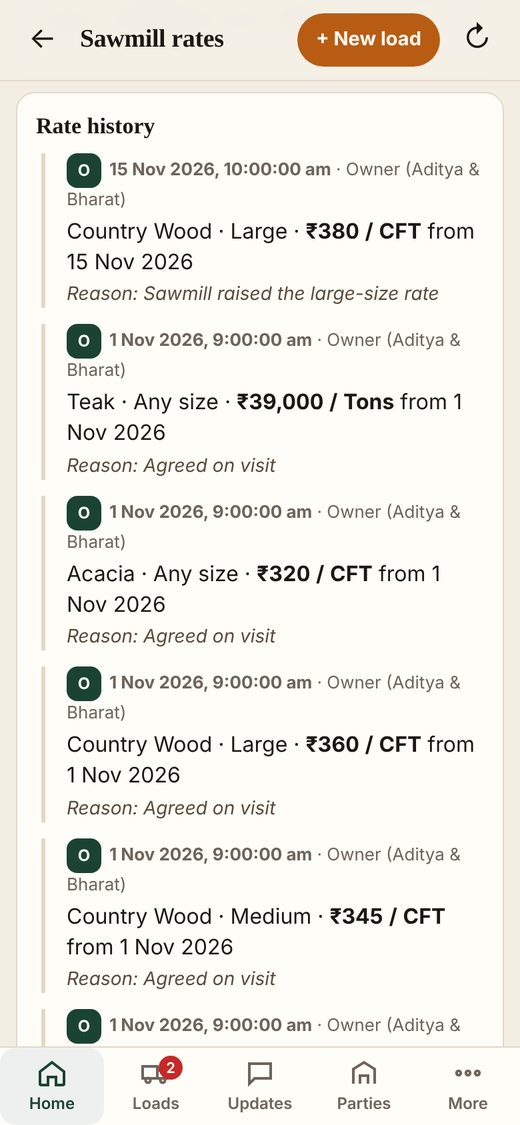 Sawmill rates
+ New load
Rate history
O 15 Nov 2026, 10:00:00 am · Owner (Aditya &
Bharat)
Country Wood · Large · ₹380 / CFT from
15 Nov 2026
Reason: Sawmill raised the large-size rate
O 1 Nov 2026, 9:00:00 am · Owner (Aditya &
Bharat)
Teak · Any size · ₹39,000 / Tons from 1
Nov 2026
Reason: Agreed on visit
O 1 Nov 2026, 9:00:00 am · Owner (Aditya &
Bharat)
Acacia · Any size · ₹320 / CFT from 1
Nov 2026
Reason: Agreed on visit
O 1 Nov 2026, 9:00:00 am · Owner (Aditya &
Bharat)
Country Wood · Large · ₹360 / CFT from
1 Nov 2026
Reason: Agreed on visit
O 1 Nov 2026, 9:00:00 am · Owner (Aditya &
Bharat)
Country Wood · Medium · ₹345 / CFT
from 1 Nov 2026
Reason: Agreed on visit
O 1 Nov 2026, 9:00:00 am · Owner (Aditya &
2
Home Loads Updates Parties More